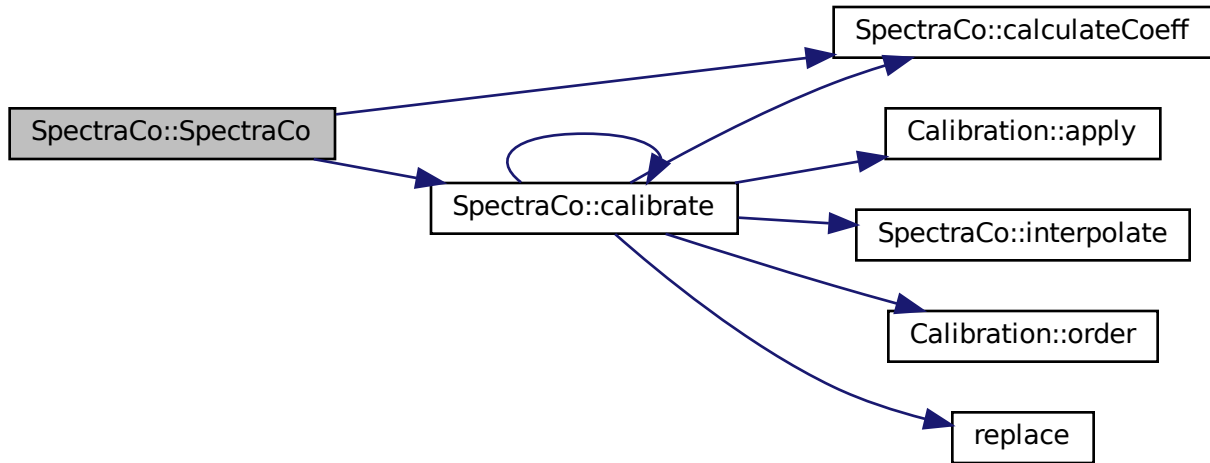 SpectraCo::SpectraCo
SpectraCo::calibrate
SpectraCo::calculateCoeff
Calibration::apply
SpectraCo::interpolate
Calibration::order
replace